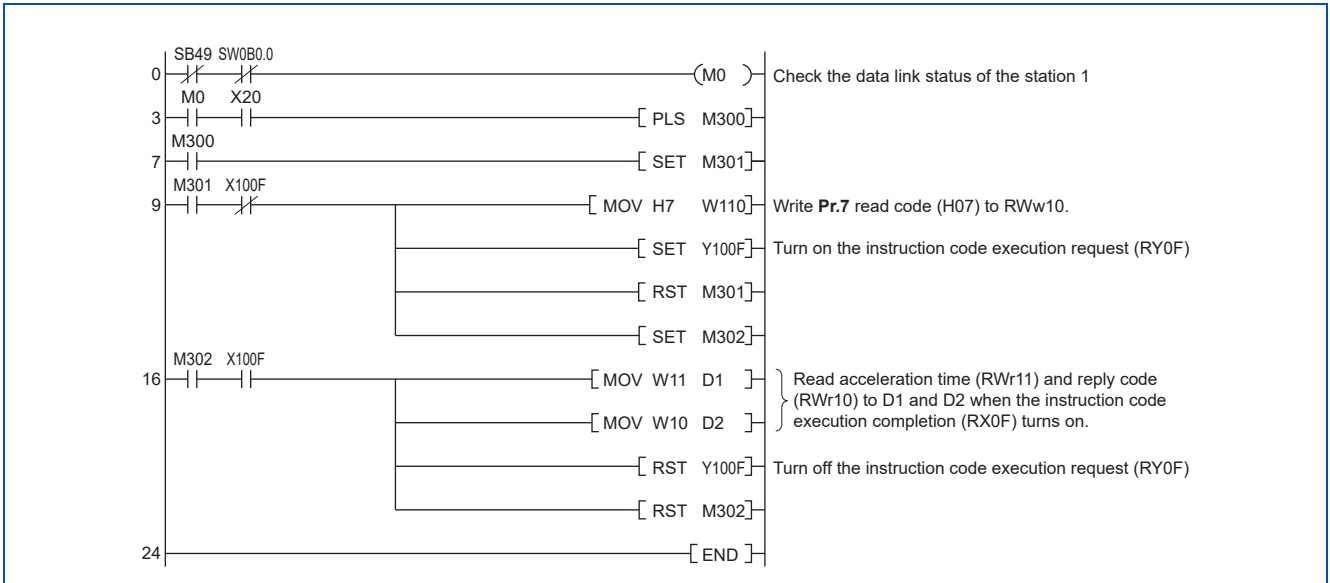 SB49 SW0B0.0
0 M0 Check the data link status of the station 1
M0 X20
3 PLS M300
M300
7 SET M301
M301 X100F
9 MOV H7 W110 Write Pr.7 read code (H07) to RWw10.
SET Y100F Turn on the instruction code execution request (RY0F)
RST M301
SET M302
M302 X100F
16 MOV W11 D1 Read acceleration time (RWr11) and reply code
(RWr10) to D1 and D2 when the instruction code
MOV W10 D2 execution completion (RX0F) turns on.
RST Y100F Turn off the instruction code execution request (RY0F)
RST M302
24 END